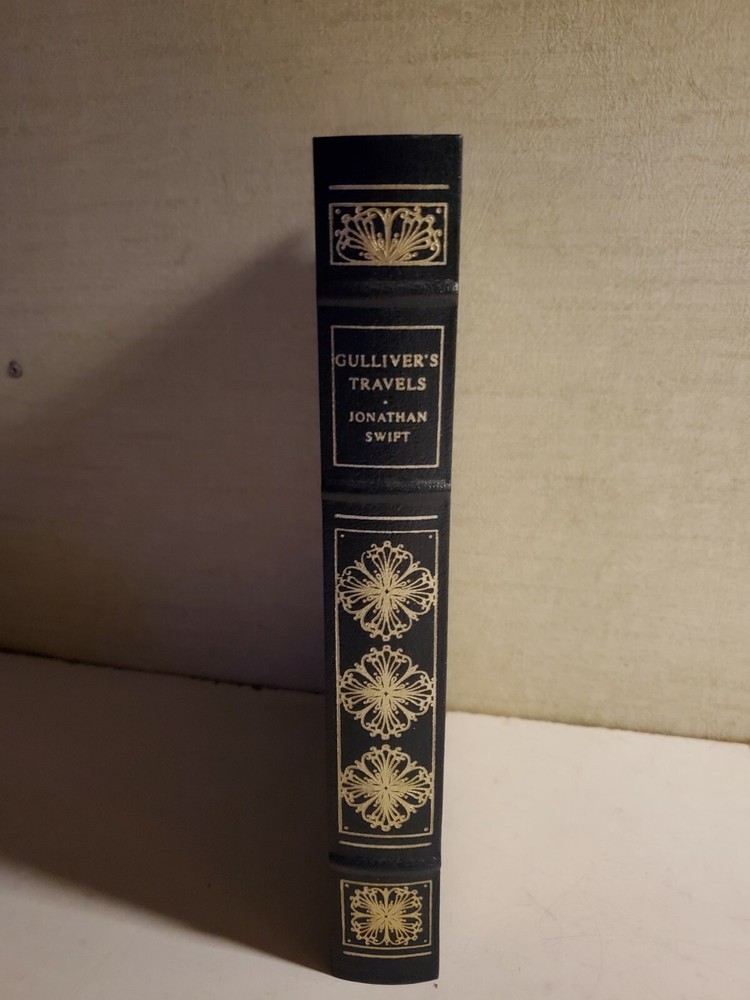 GULLIVER'S
TRAVELS
•
JONATHAN
SWIFT